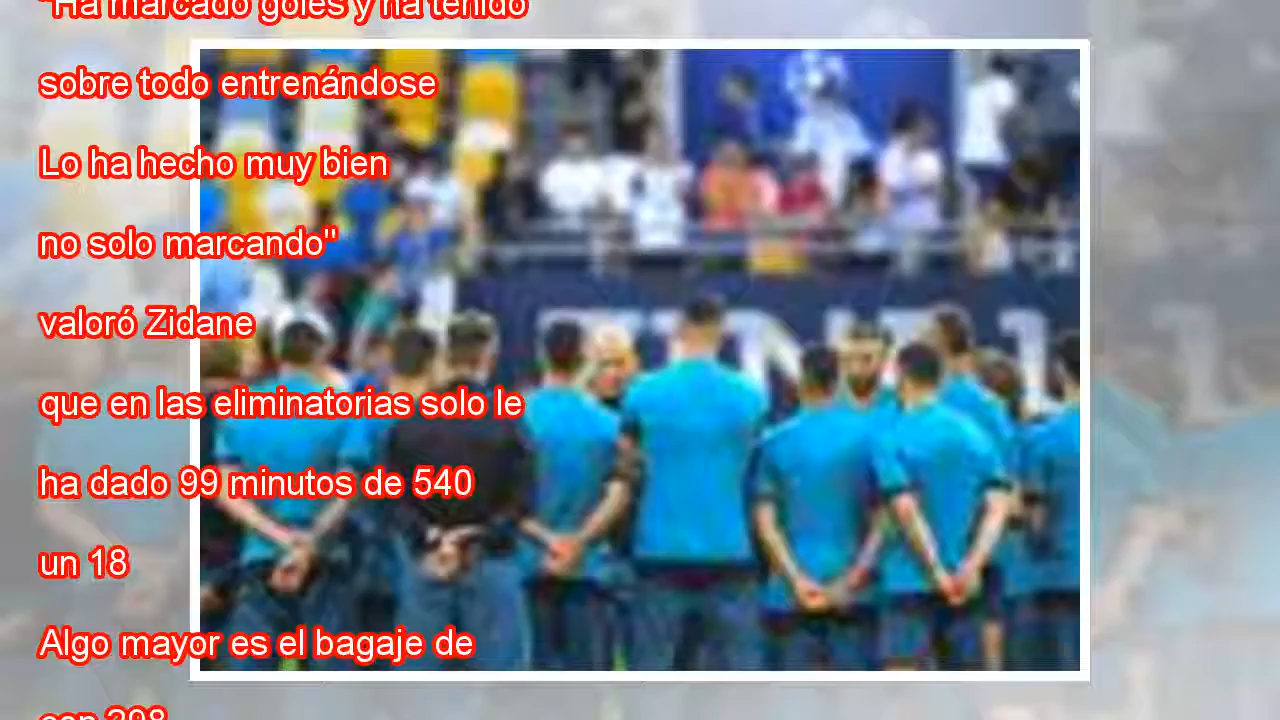 "Ha marcado goles y ha tenido
sobre todo entrenándose
Lo ha hecho muy bien
no solo marcando"
valoró Zidane
que en las eliminatorias solo le
ha dado 99 minutos de 540
un 18
Algo mayor es el bagaje de
con 308